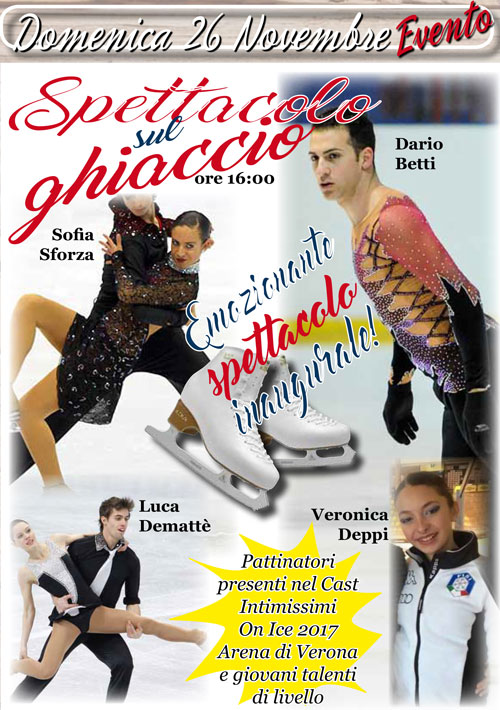 Domenica 26 Novembre Evento
Spettacolo
sul
ghiaccio
ore 16:00
Dario
Betti
Sofia
Sforza
Emozionante
spettacolo
inaugurale!
Luca
Demattè
Veronica
Deppi
Pattinatori
presenti nel Cast
Intimissimi
On Ice 2017
Arena di Verona
e giovani talenti
di livello